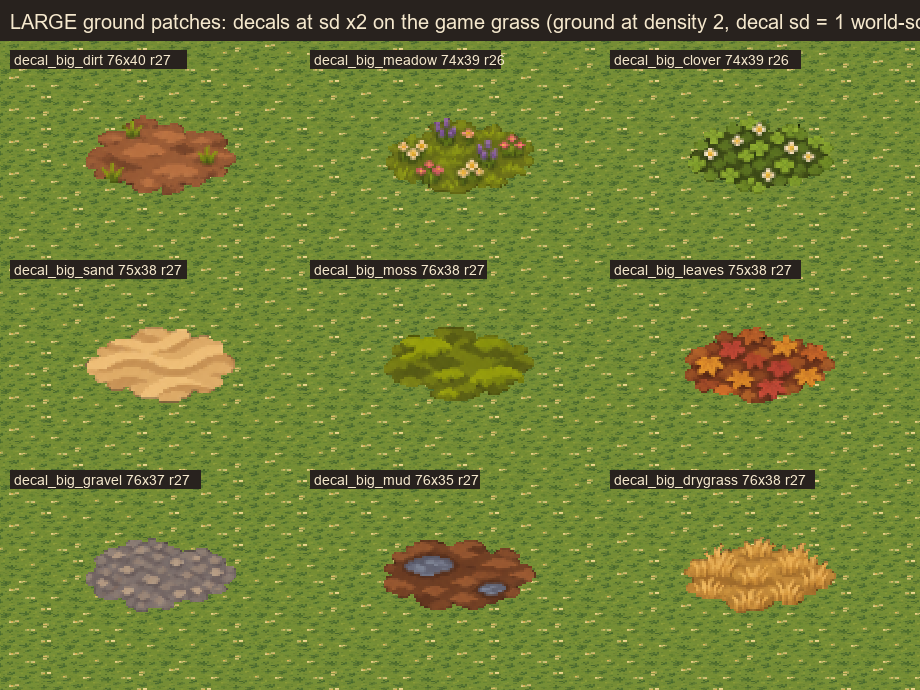 LARGE ground patches: decals at sd x2 on the game grass (ground at density 2, decal sd = 1 world-sc
decal_big_dirt 76x40 r27
decal_big_meadow 74x39 r26
decal_big_clover 74x39 r26
decal_big_sand 75x38 r27
decal_big_moss 76x38 r27
decal_big_leaves 75x38 r27
decal_big_gravel 76x37 r27
decal_big_mud 76x35 r27
decal_big_drygrass 76x38 r27